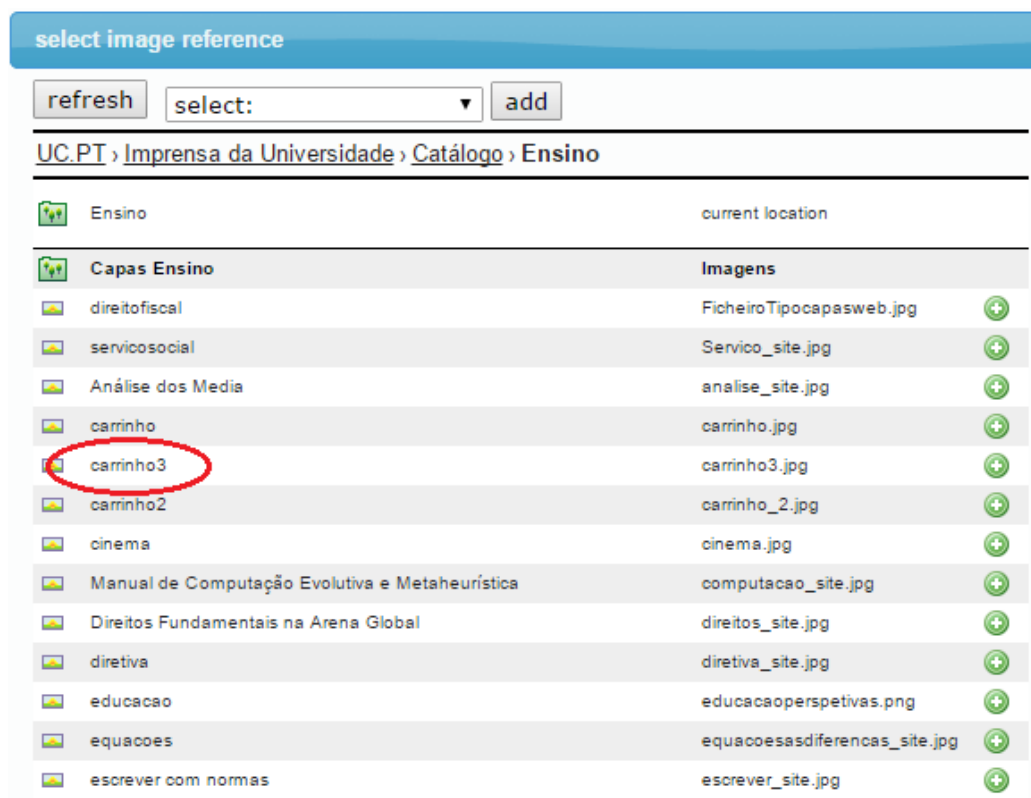 select image reference
refresh select: add
UC.PT › Imprensa da Universidade › Catálogo › Ensino
Ensino current location
Capas Ensino Imagens
direitofiscal FicheiroTipocapasweb.jpg
servicosocial Servico_site.jpg
Análise dos Media analise_site.jpg
carrinho carrinho.jpg
carrinho3 carrinho3.jpg
carrinho2 carrinho_2.jpg
cinema cinema.jpg
Manual de Computação Evolutiva e Metaheurística computacao_site.jpg
Direitos Fundamentais na Arena Global direitos_site.jpg
diretiva diretiva_site.jpg
educacao educacaoperspetivas.png
equacoes equacoesasdiferencas_site.jpg
escrever com normas escrever_site.jpg